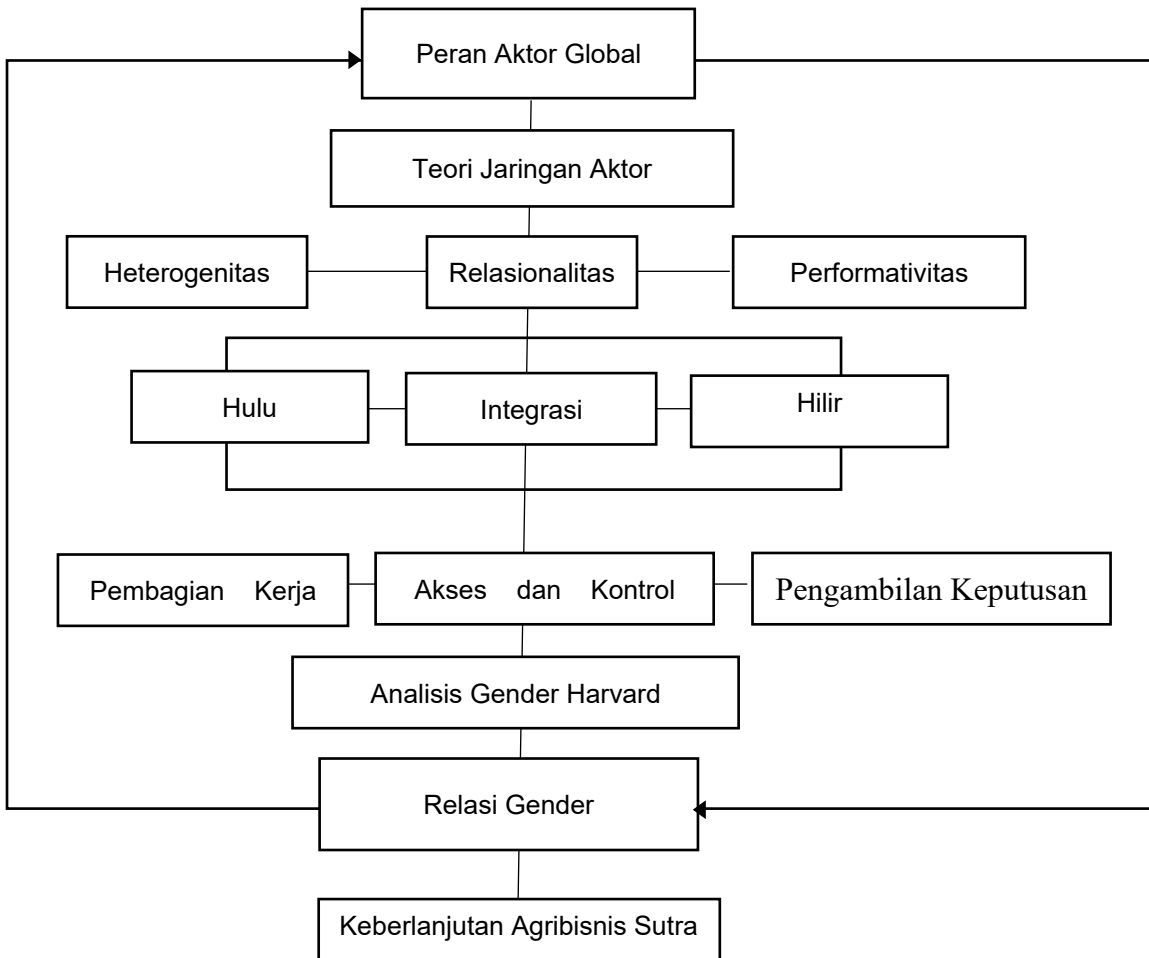 Peran Aktor Global
Teori Jaringan Aktor
Heterogenitas
Relasionalitas
Performativitas
Hulu
Integrasi
Hilir
Pembagian Kerja
Akses dan Kontrol
Pengambilan Keputusan
Analisis Gender Harvard
Relasi Gender
Keberlanjutan Agribisnis Sutra